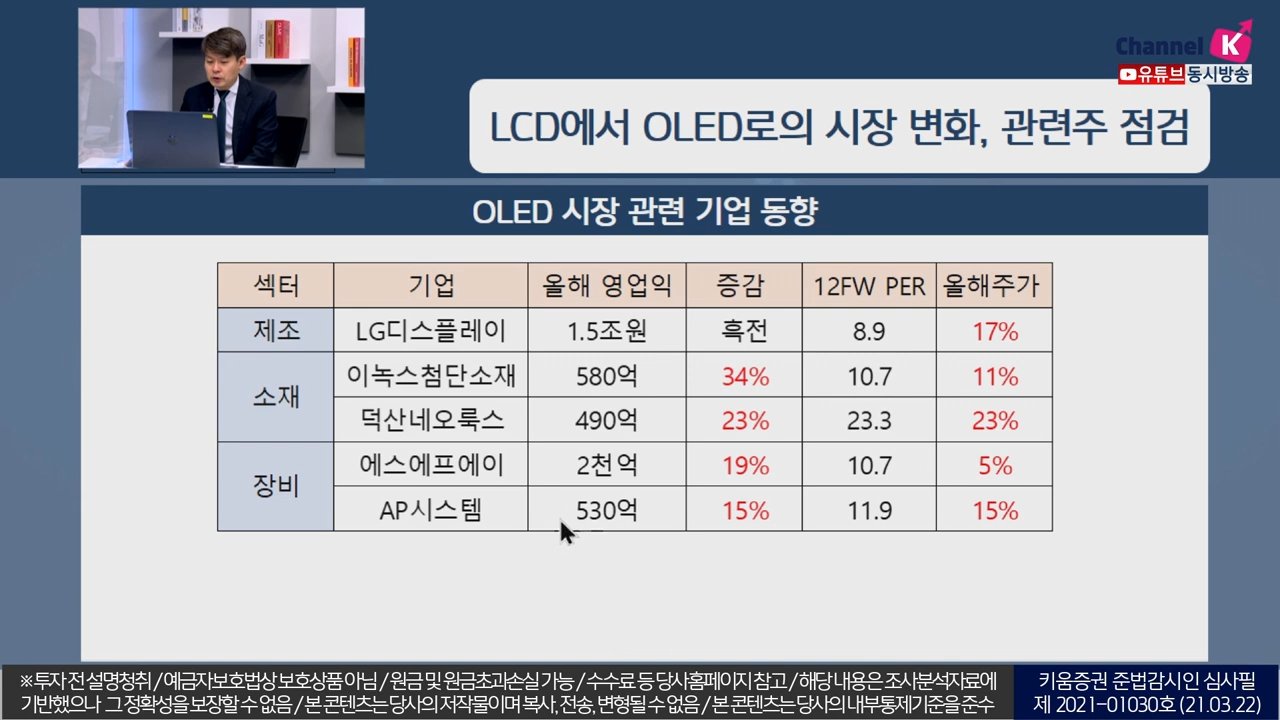 Channel K
유튜브동시방송
LCD에서 OLED로의 시장 변화, 관련주 점검
OLED 시장 관련 기업 동향
섹터 기업 올해 영업익 증감 12FW PER 올해주가
제조 LG디스플레이 1.5조원 흑전 8.9 17%
소재 이녹스첨단소재 580억 34% 10.7 11%
덕산네오룩스 490억 23% 23.3 23%
장비 에스에프에이 2천억 19% 10.7 5%
AP시스템 530억 15% 11.9 15%
※투자 전 설명청취 / 예금자보호법상 보호상품 아님 / 원금 및 원금초과손실 가능 / 수수료 등 당사홈페이지 참고 / 해당 내용은 조사분석자료에
기반했으나 그 정확성을 보장할 수 없음 / 본 콘텐츠는 당사의 저작물이며 복사, 전송, 변형될 수 없음 / 본 콘텐츠는 당사의 내부통제기준을 준수
키움증권 준법감시인 심사필
제 2021-01030호 (21.03.22)